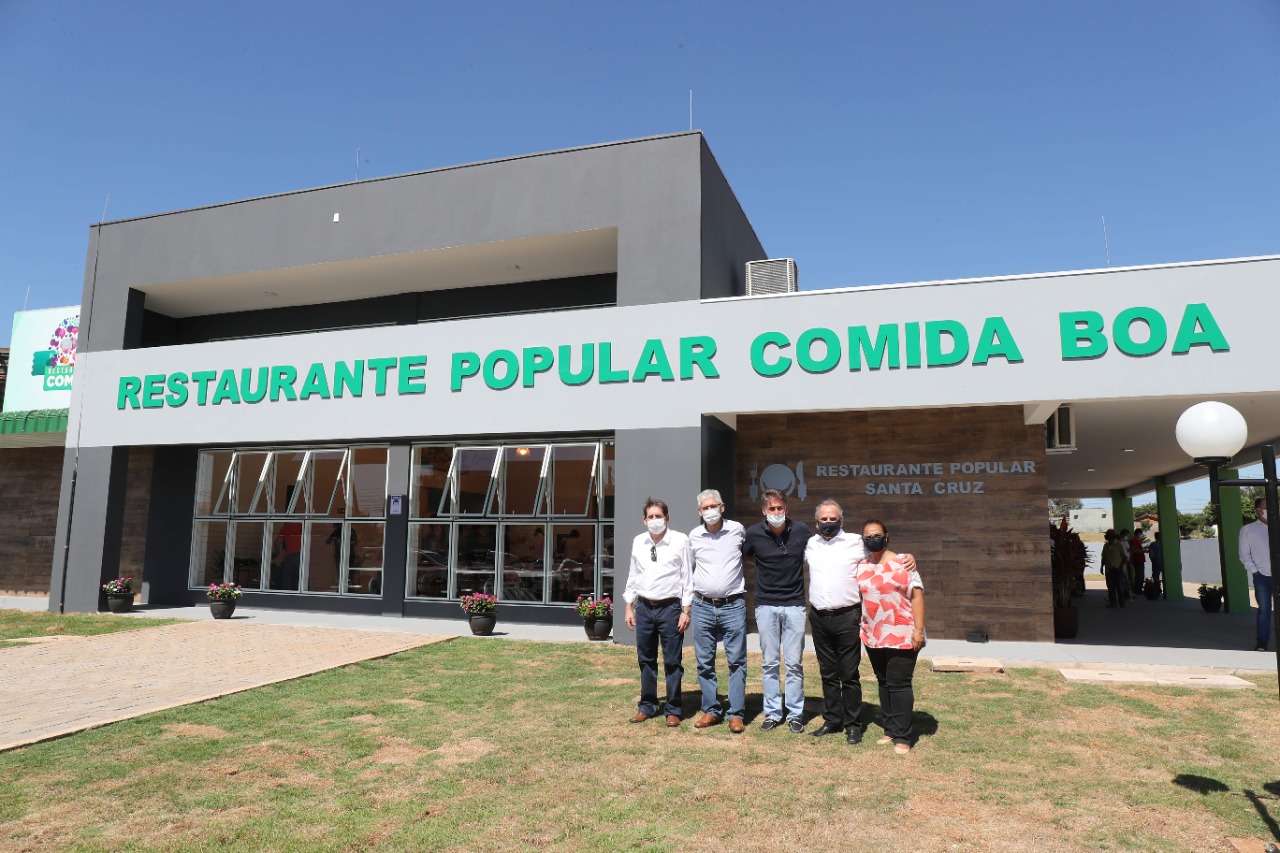 RESTAURANTE POPULAR COMIDA BOA
RESTAURANTE POPULAR
SANTA CRUZ